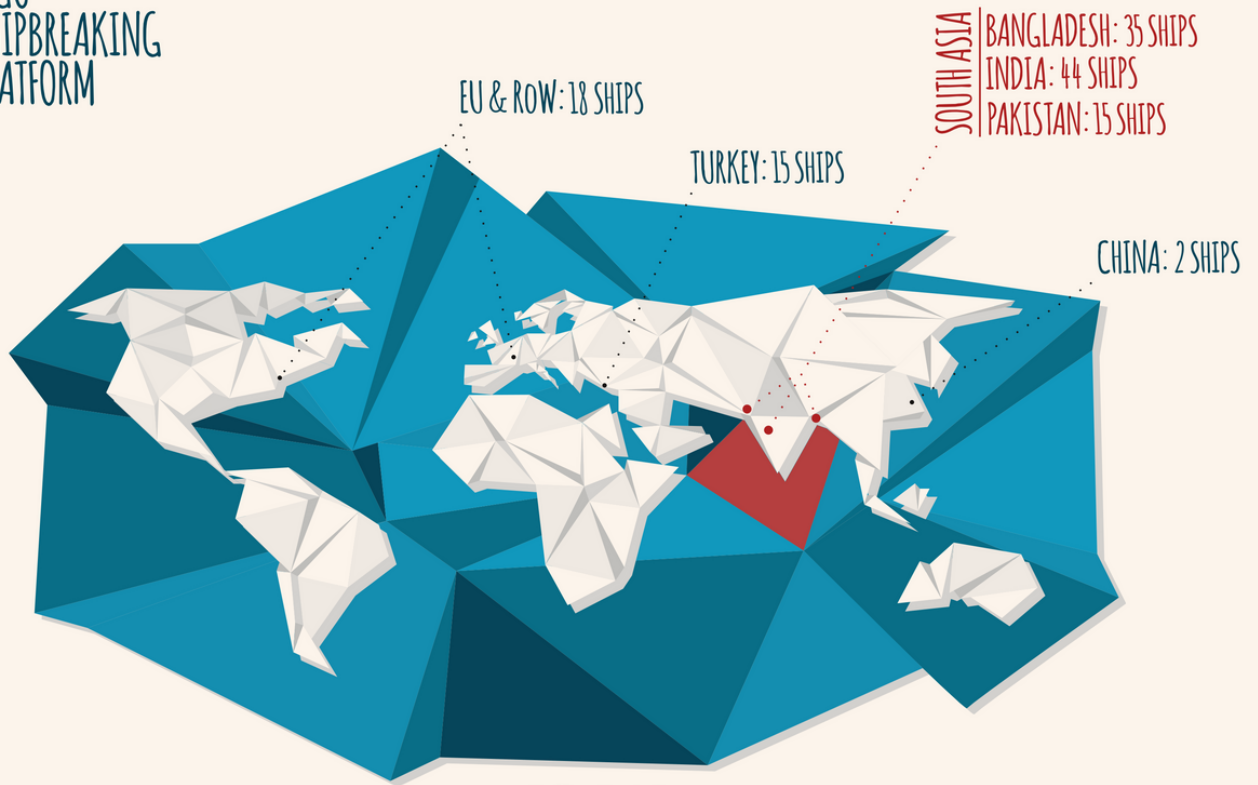 IPBREAKING
ATFORM
EU & ROW: 18 SHIPS
TURKEY: 15 SHIPS
SOUTH ASIA
BANGLADESH: 35 SHIPS
INDIA: 44 SHIPS
PAKISTAN: 15 SHIPS
CHINA: 2 SHIPS